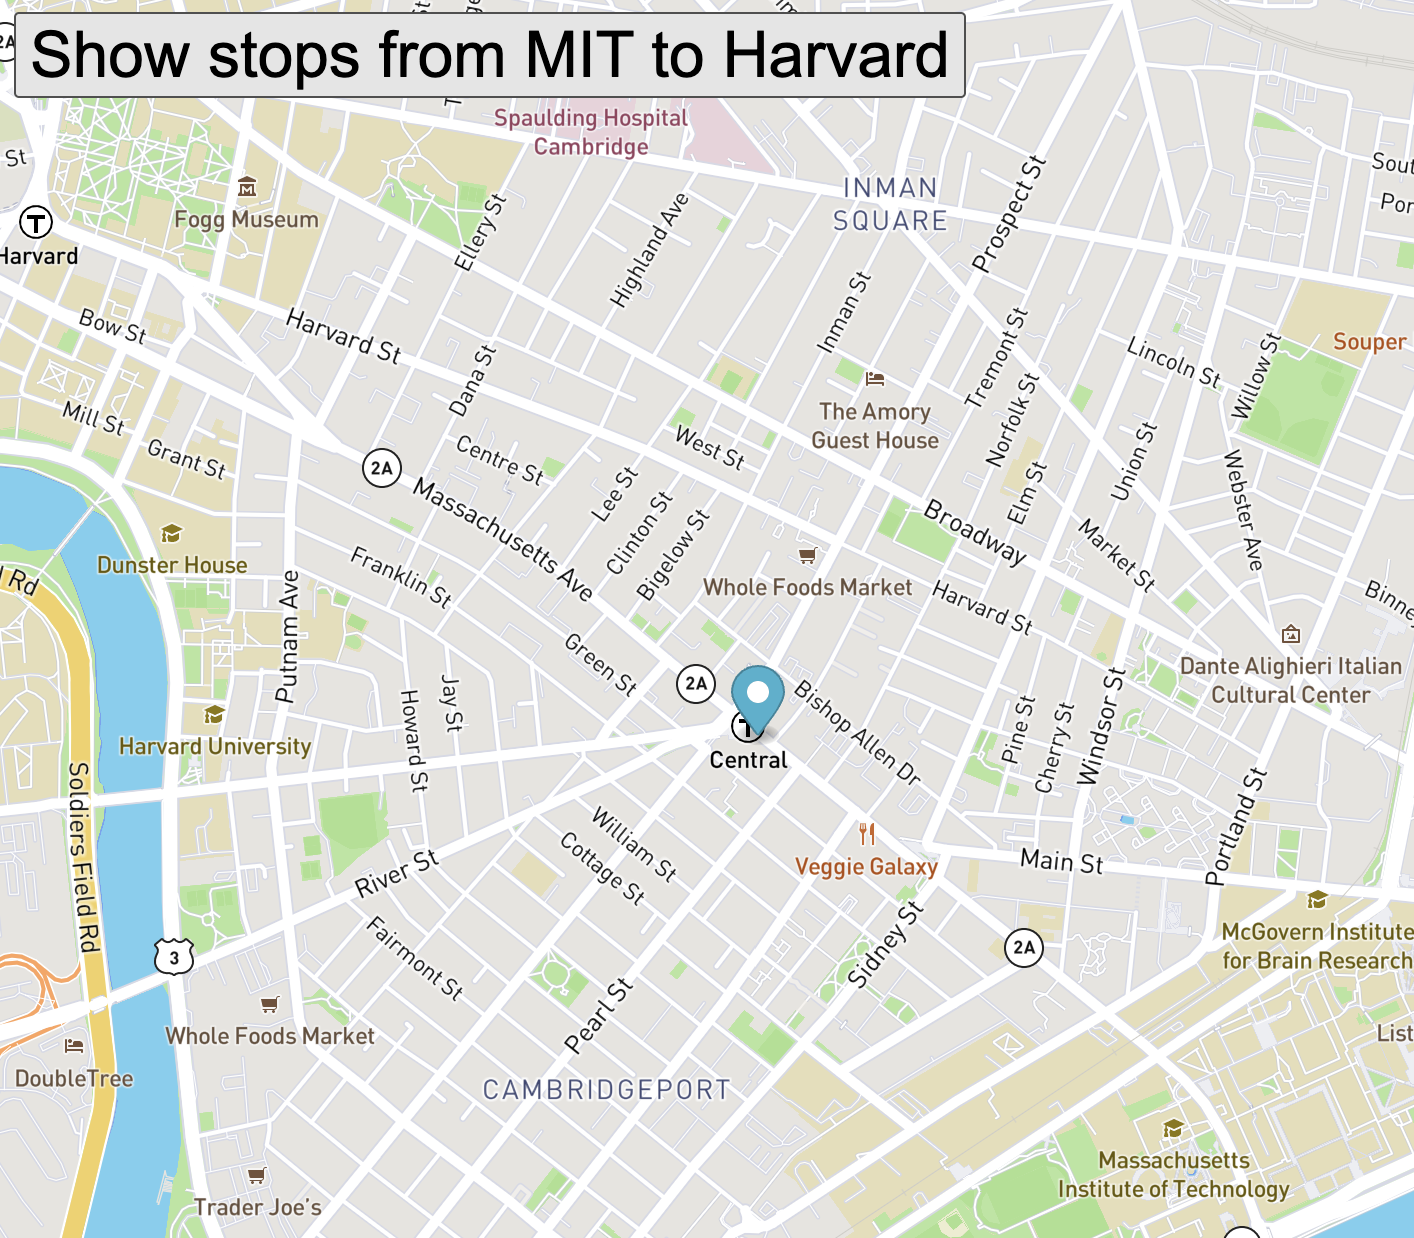 Show stops from MIT to Harvard
2A
Spaulding Hospital
Cambridge
St
Fogg Museum
T
Harvard
INMAN
SQUARE
Prospect St
Ellery St
Highland Ave
Inman St
Bow St
Harvard St
Dana St
Tremont St
Norfolk St
Lincoln St
Willow St
Souper
The Amory
Guest House
Mill St
Grant St
2A
Centre St
West St
Lee St
Clinton St
Bigelow St
Massachusetts Ave
Elm St
Union St
Webster Ave
Broadway
Market St
Dunster House
Franklin St
Whole Foods Market
Harvard St
Putnam Ave
Green St
2A
Bishop Allen Dr
Dante Alighieri Italian
Cultural Center
Harvard University
Howard St
Jay St
T
Central
Pine St
Cherry St
Windsor St
Portland St
Soldiers Field Rd
William St
Cottage St
Veggie Galaxy
Main St
River St
Fairmont St
Sidney St
2A
McGovern Institute
for Brain Research
3
Pearl St
Whole Foods Market
DoubleTree
CAMBRIDGEPORT
Massachusetts
Institute of Technology
Trader Joe's